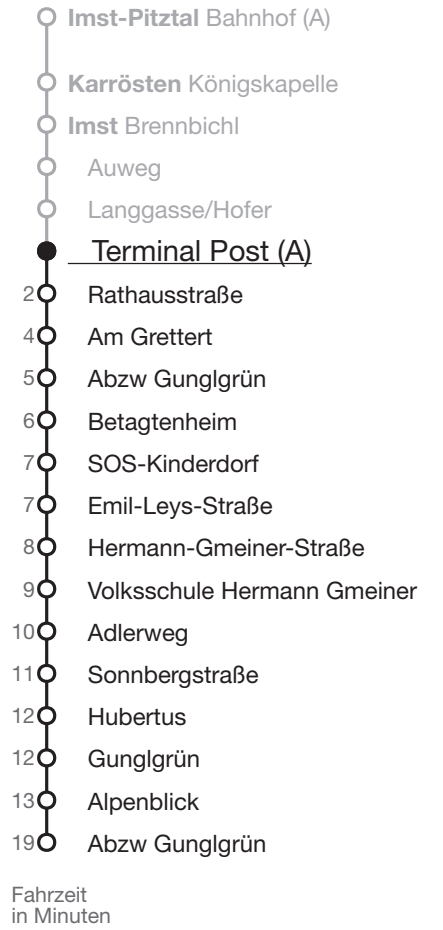 Imst-Pitztal Bahnhof (A)
Karrösten Königskapelle
Imst Brennbichl
Auweg
Langgasse/Hofer
Terminal Post (A)
2 Rathausstraße
4 Am Grettert
5 Abzw Gunglgrün
6 Betagtenheim
7 SOS-Kinderdorf
7 Emil-Leys-Straße
8 Hermann-Gmeiner-Straße
9 Volksschule Hermann Gmeiner
10 Adlerweg
11 Sonnbergstraße
12 Hubertus
12 Gunglgrün
13 Alpenblick
19 Abzw Gunglgrün
Fahrzeit
in Minuten